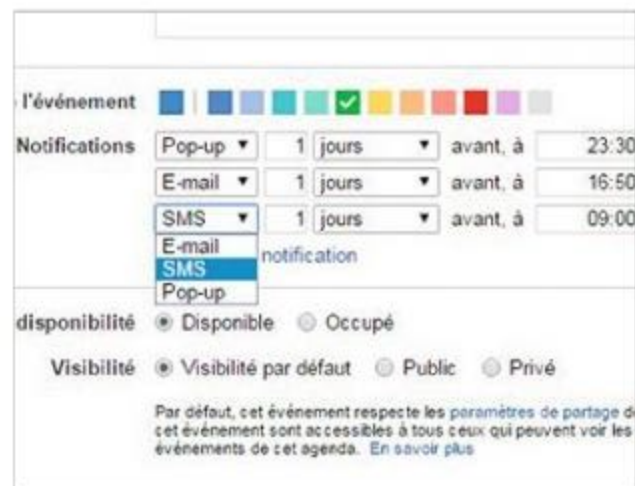 l'événement
Notifications Pop-up 1 jours avant, à 23:30
E-mail 1 jours avant, à 16:50
SMS 1 jours avant, à 09:00
E-mail
notification
SMS
Pop-up
disponibilité Disponible Occupé
Visibilité Visibilité par défaut Public Privé
Par défaut, cet événement respecte les paramètres de partage d
cet événement sont accessibles à tous ceux qui peuvent voir les
événements de cet agenda. En savoir plus